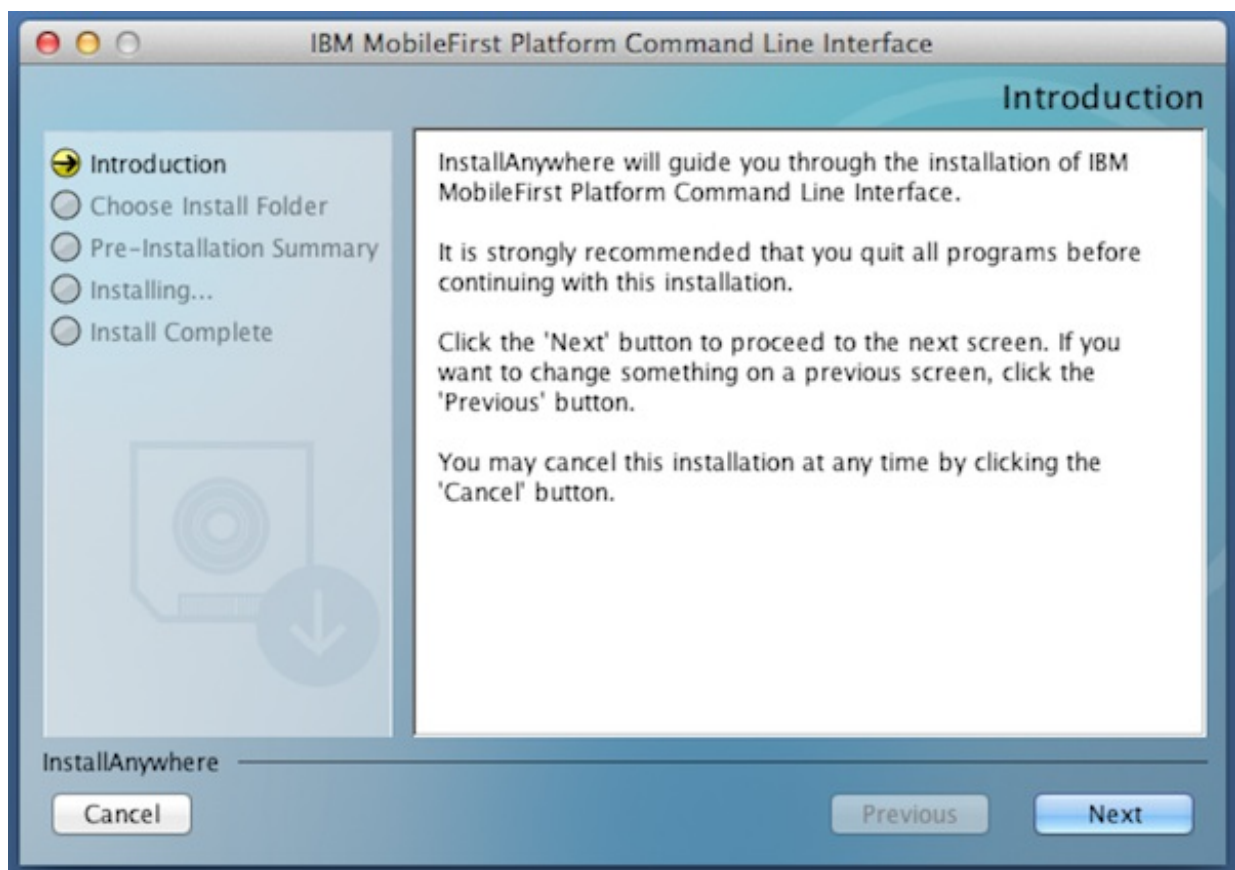 IBM MobileFirst Platform Command Line Interface
Introduction
Introduction
Choose Install Folder
Pre-Installation Summary
Installing...
Install Complete
InstallAnywhere will guide you through the installation of IBM
MobileFirst Platform Command Line Interface.
It is strongly recommended that you quit all programs before
continuing with this installation.
Click the 'Next' button to proceed to the next screen. If you
want to change something on a previous screen, click the
'Previous' button.
You may cancel this installation at any time by clicking the
'Cancel' button.
InstallAnywhere
Cancel
Previous
Next